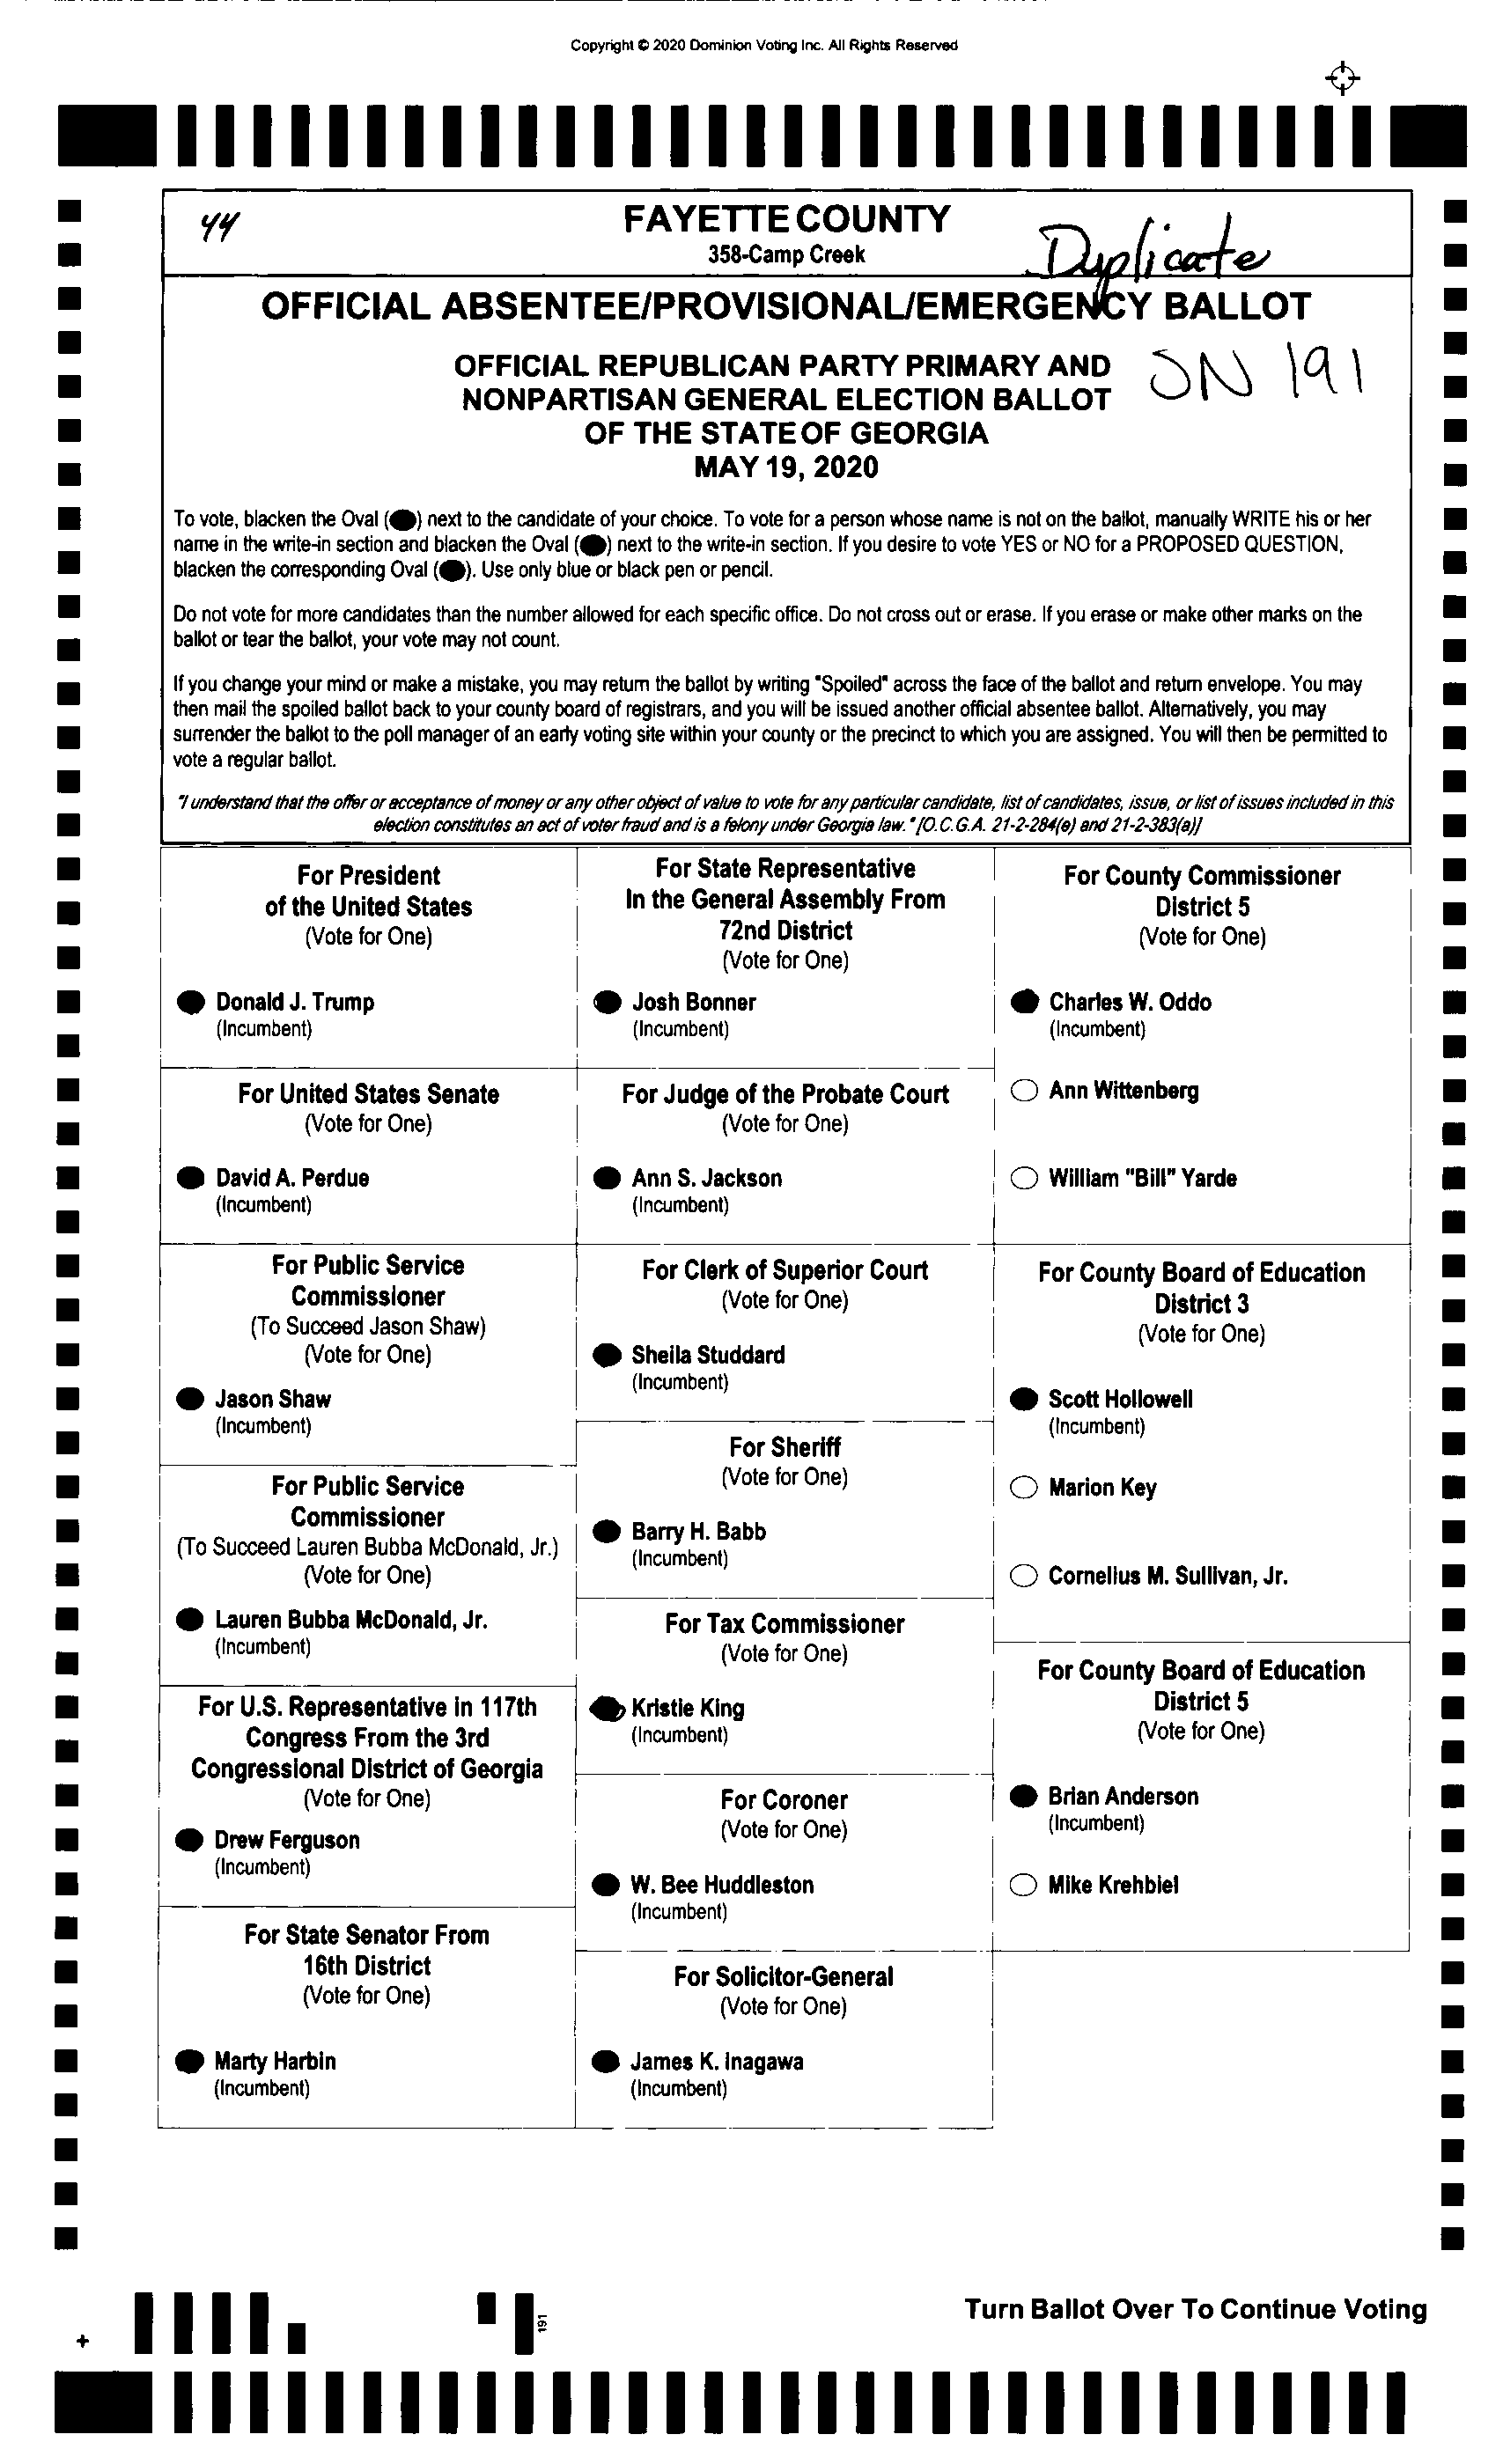 Copyright © 2020 Dominion Voting Inc. All Rights Reserved
44
FAYETTE COUNTY
358-Camp Creek
Duplicate
OFFICIAL ABSENTEE/PROVISIONAL/EMERGENCY BALLOT
OFFICIAL REPUBLICAN PARTY PRIMARY AND
NONPARTISAN GENERAL ELECTION BALLOT
OF THE STATE OF GEORGIA
MAY 19, 2020
SN 191
To vote, blacken the Oval () next to the candidate of your choice. To vote for a person whose name is not on the ballot, manually WRITE his or her
name in the write-in section and blacken the Oval () next to the write-in section. If you desire to vote YES or NO for a PROPOSED QUESTION,
blacken the corresponding Oval (). Use only blue or black pen or pencil.
Do not vote for more candidates than the number allowed for each specific office. Do not cross out or erase. If you erase or make other marks on the
ballot or tear the ballot, your vote may not count.
If you change your mind or make a mistake, you may return the ballot by writing "Spoiled" across the face of the ballot and return envelope. You may
then mail the spoiled ballot back to your county board of registrars, and you will be issued another official absentee ballot. Alternatively, you may
surrender the ballot to the poll manager of an early voting site within your county or the precinct to which you are assigned. You will then be permitted to
vote a regular ballot.
"I understand that the offer or acceptance of money or any other object of value to vote for any particular candidate, list of candidates, issue, or list of issues included in this
election constitutes an act of voter fraud and is a felony under Georgia law." [O.C.G.A. 21-2-284(e) and 21-2-383(a)]
For President
of the United States
(Vote for One)
Donald J. Trump
(Incumbent)
For United States Senate
(Vote for One)
David A. Perdue
(Incumbent)
For Public Service
Commissioner
(To Succeed Jason Shaw)
(Vote for One)
Jason Shaw
(Incumbent)
For Public Service
Commissioner
(To Succeed Lauren Bubba McDonald, Jr.)
(Vote for One)
Lauren Bubba McDonald, Jr.
(Incumbent)
For U.S. Representative in 117th
Congress From the 3rd
Congressional District of Georgia
(Vote for One)
Drew Ferguson
(Incumbent)
For State Senator From
16th District
(Vote for One)
Marty Harbin
(Incumbent)
For State Representative
In the General Assembly From
72nd District
(Vote for One)
Josh Bonner
(Incumbent)
For Judge of the Probate Court
(Vote for One)
Ann S. Jackson
(Incumbent)
For Clerk of Superior Court
(Vote for One)
Sheila Studdard
(Incumbent)
For Sheriff
(Vote for One)
Barry H. Babb
(Incumbent)
For Tax Commissioner
(Vote for One)
Kristie King
(Incumbent)
For Coroner
(Vote for One)
W. Bee Huddleston
(Incumbent)
For Solicitor-General
(Vote for One)
James K. Inagawa
(Incumbent)
For County Commissioner
District 5
(Vote for One)
Charles W. Oddo
(Incumbent)
Ann Wittenberg
William "Bill" Yarde
For County Board of Education
District 3
(Vote for One)
Scott Hollowell
(Incumbent)
Marion Key
Cornelius M. Sullivan, Jr.
For County Board of Education
District 5
(Vote for One)
Brian Anderson
(Incumbent)
Mike Krehbiel
191
Turn Ballot Over To Continue Voting